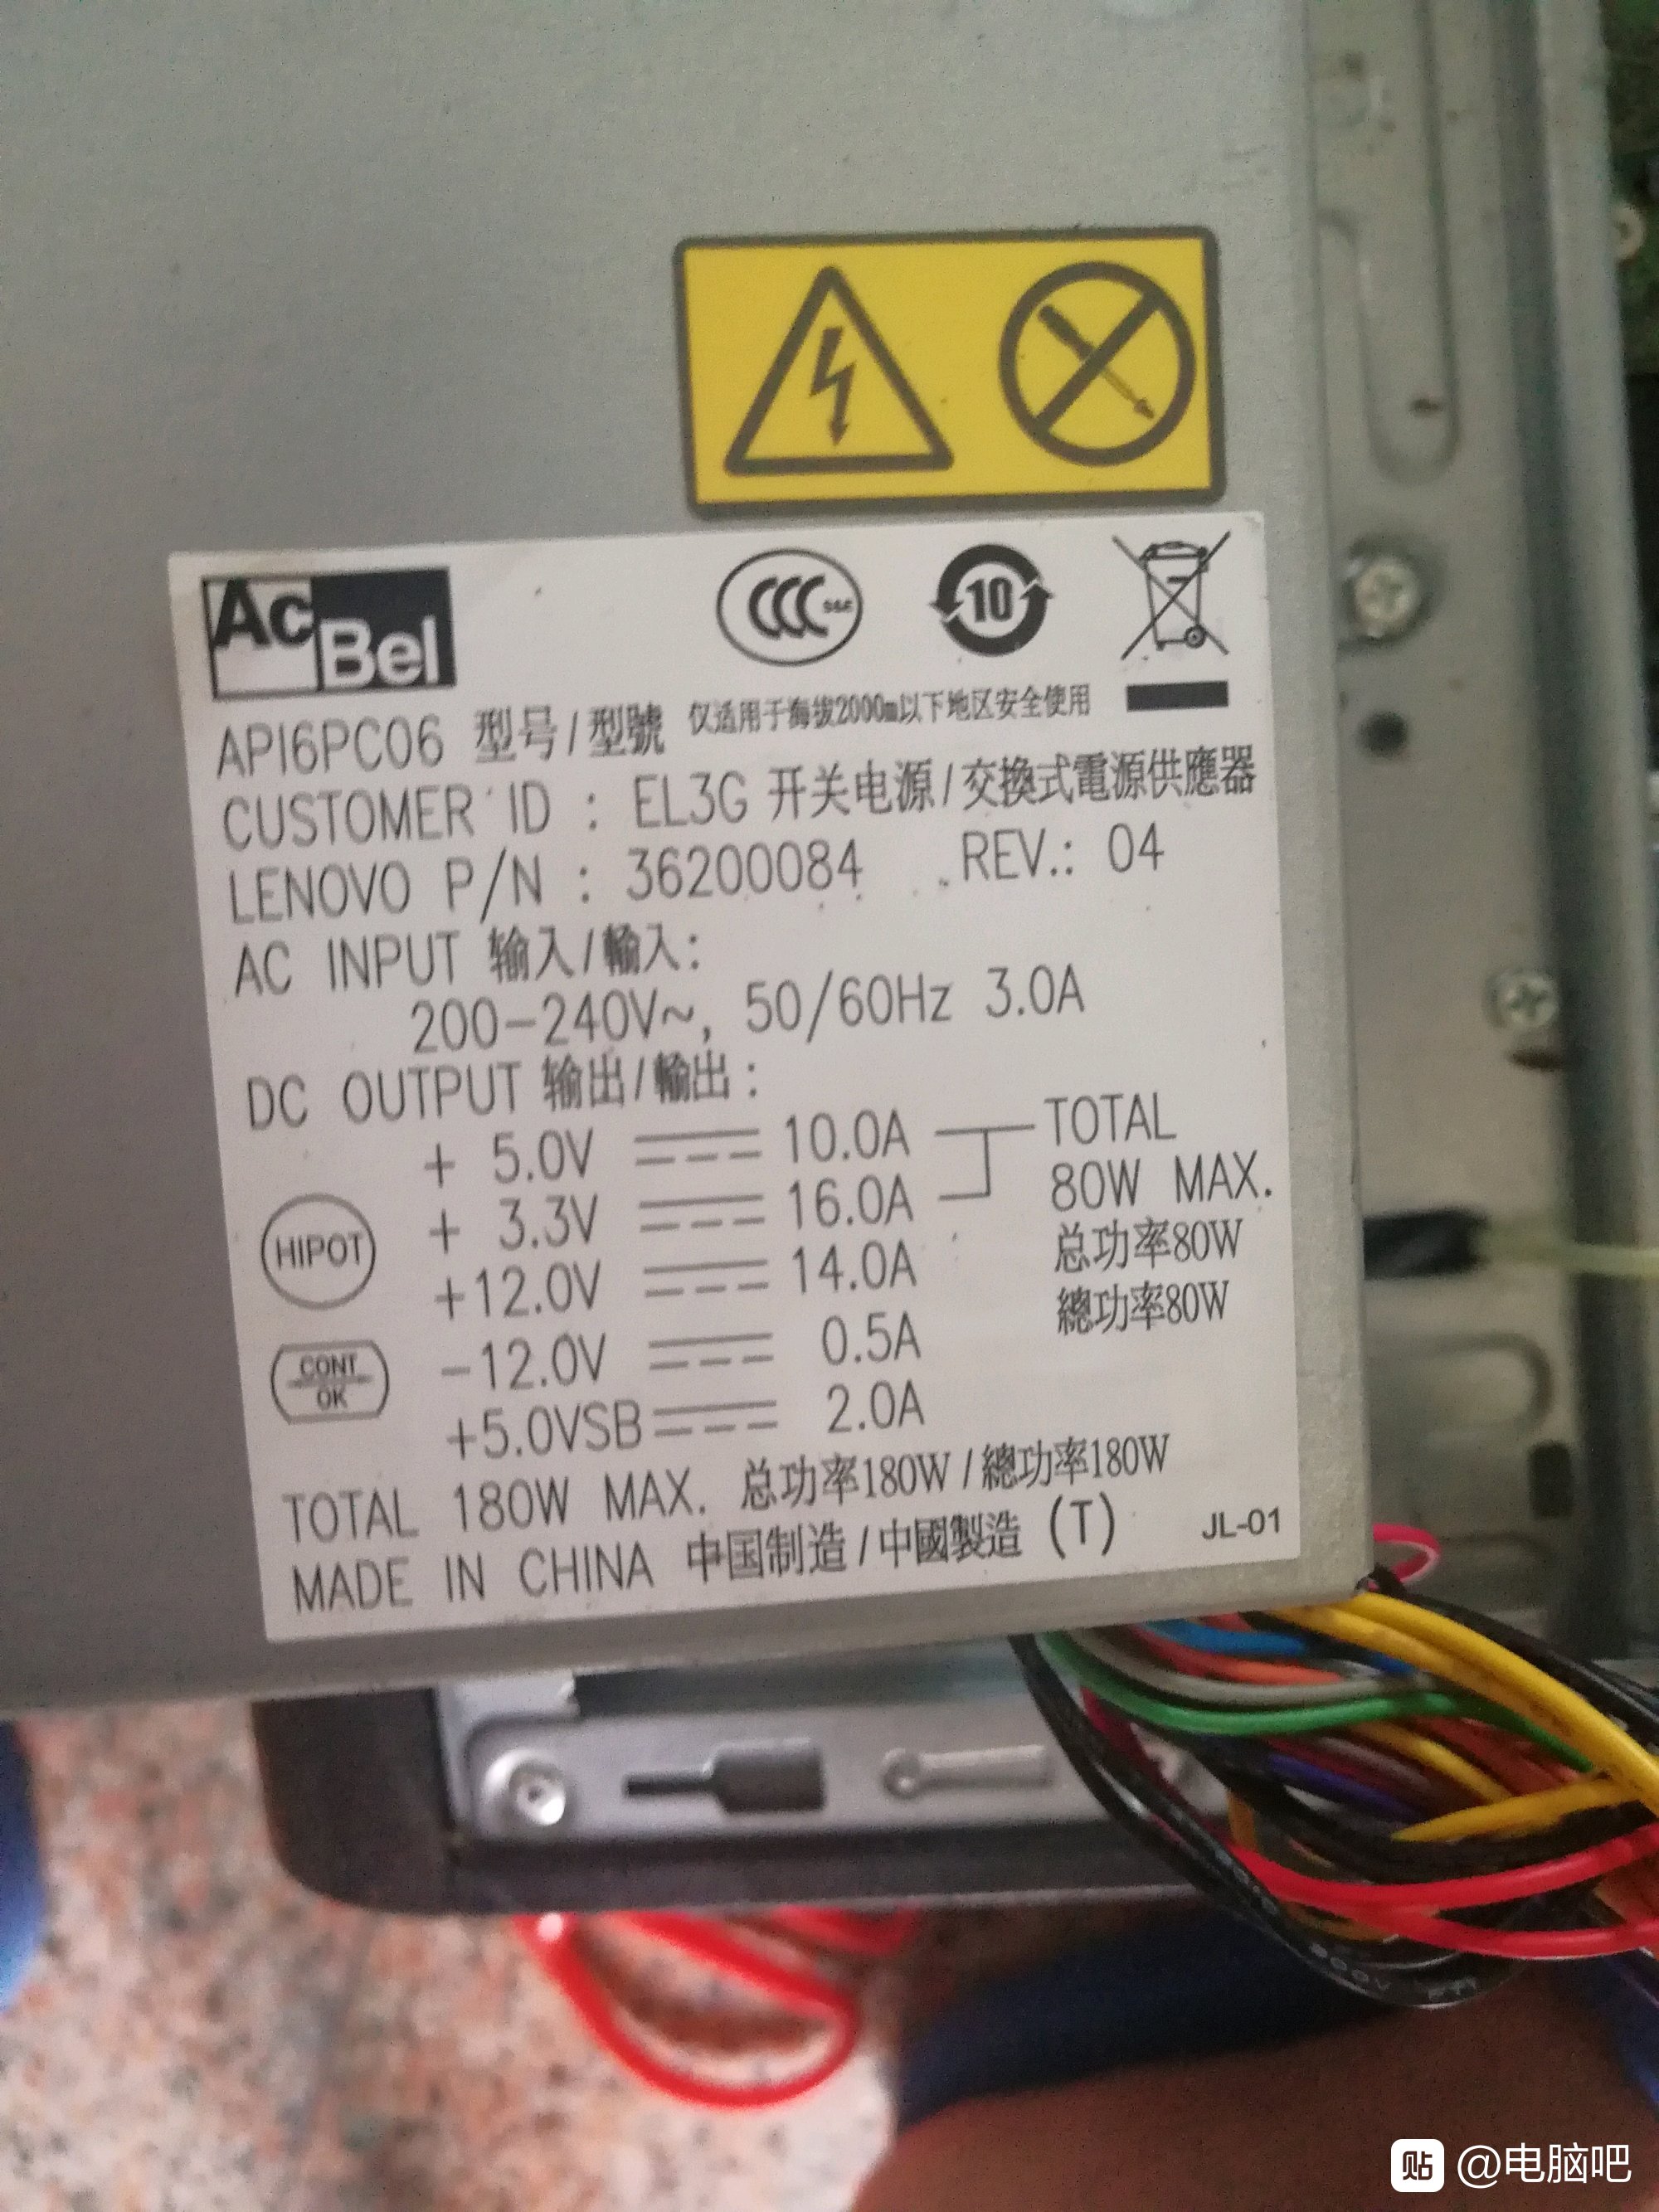 AcBel
CCC S&E
10
API6PC06 型号/型號 仅适用于海拔2000m以下地区安全使用
CUSTOMER ID : EL3G 开关电源/交換式電源供應器
LENOVO P/N : 36200084 REV.: 04
AC INPUT 输入/輸入:
200-240V~, 50/60Hz 3.0A
DC OUTPUT 输出/輸出:
+ 5.0V 10.0A TOTAL
+ 3.3V 16.0A 80W MAX.
+12.0V 14.0A 总功率80W
總功率80W
HIPOT
-12.0V 0.5A
CONT OK
+5.0VSB 2.0A
TOTAL 180W MAX. 总功率180W/總功率180W
MADE IN CHINA 中国制造/中國製造 (T) JL-01
贴 @电脑吧